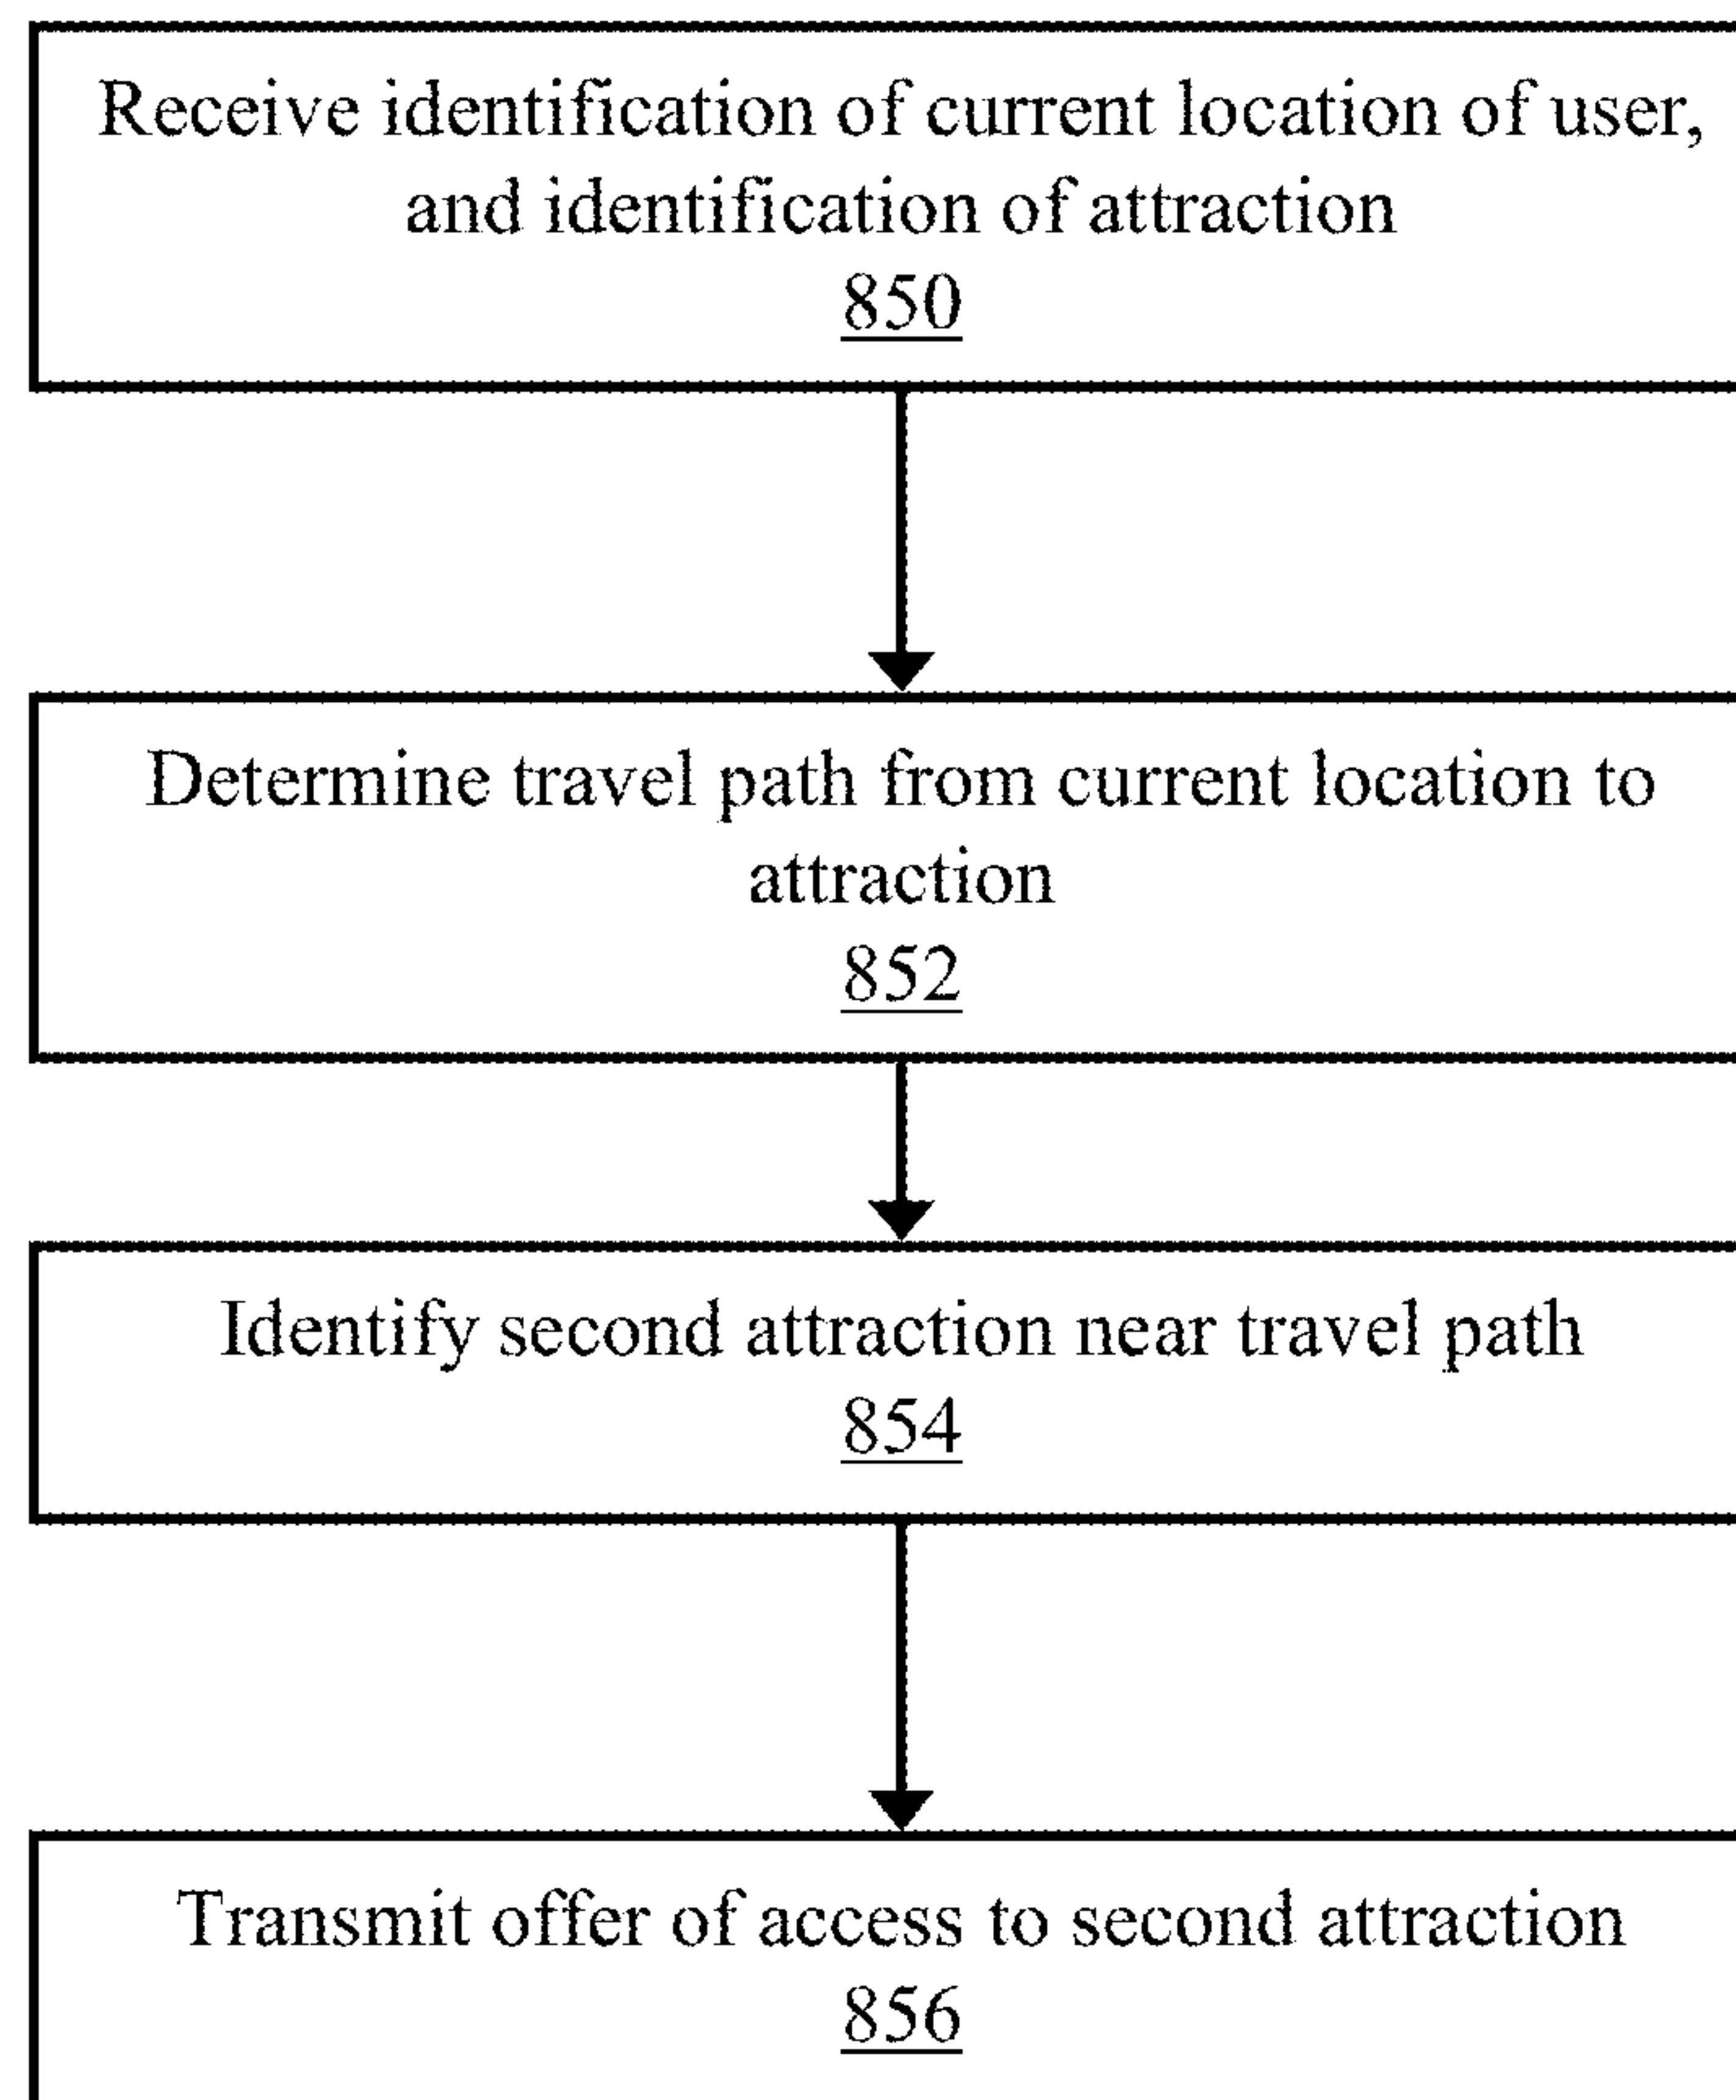 Receive identification of current location of user,
and identification of attraction
850
Determine travel path from current location to
attraction
852
Identify second attraction near travel path
854
Transmit offer of access to second attraction
856